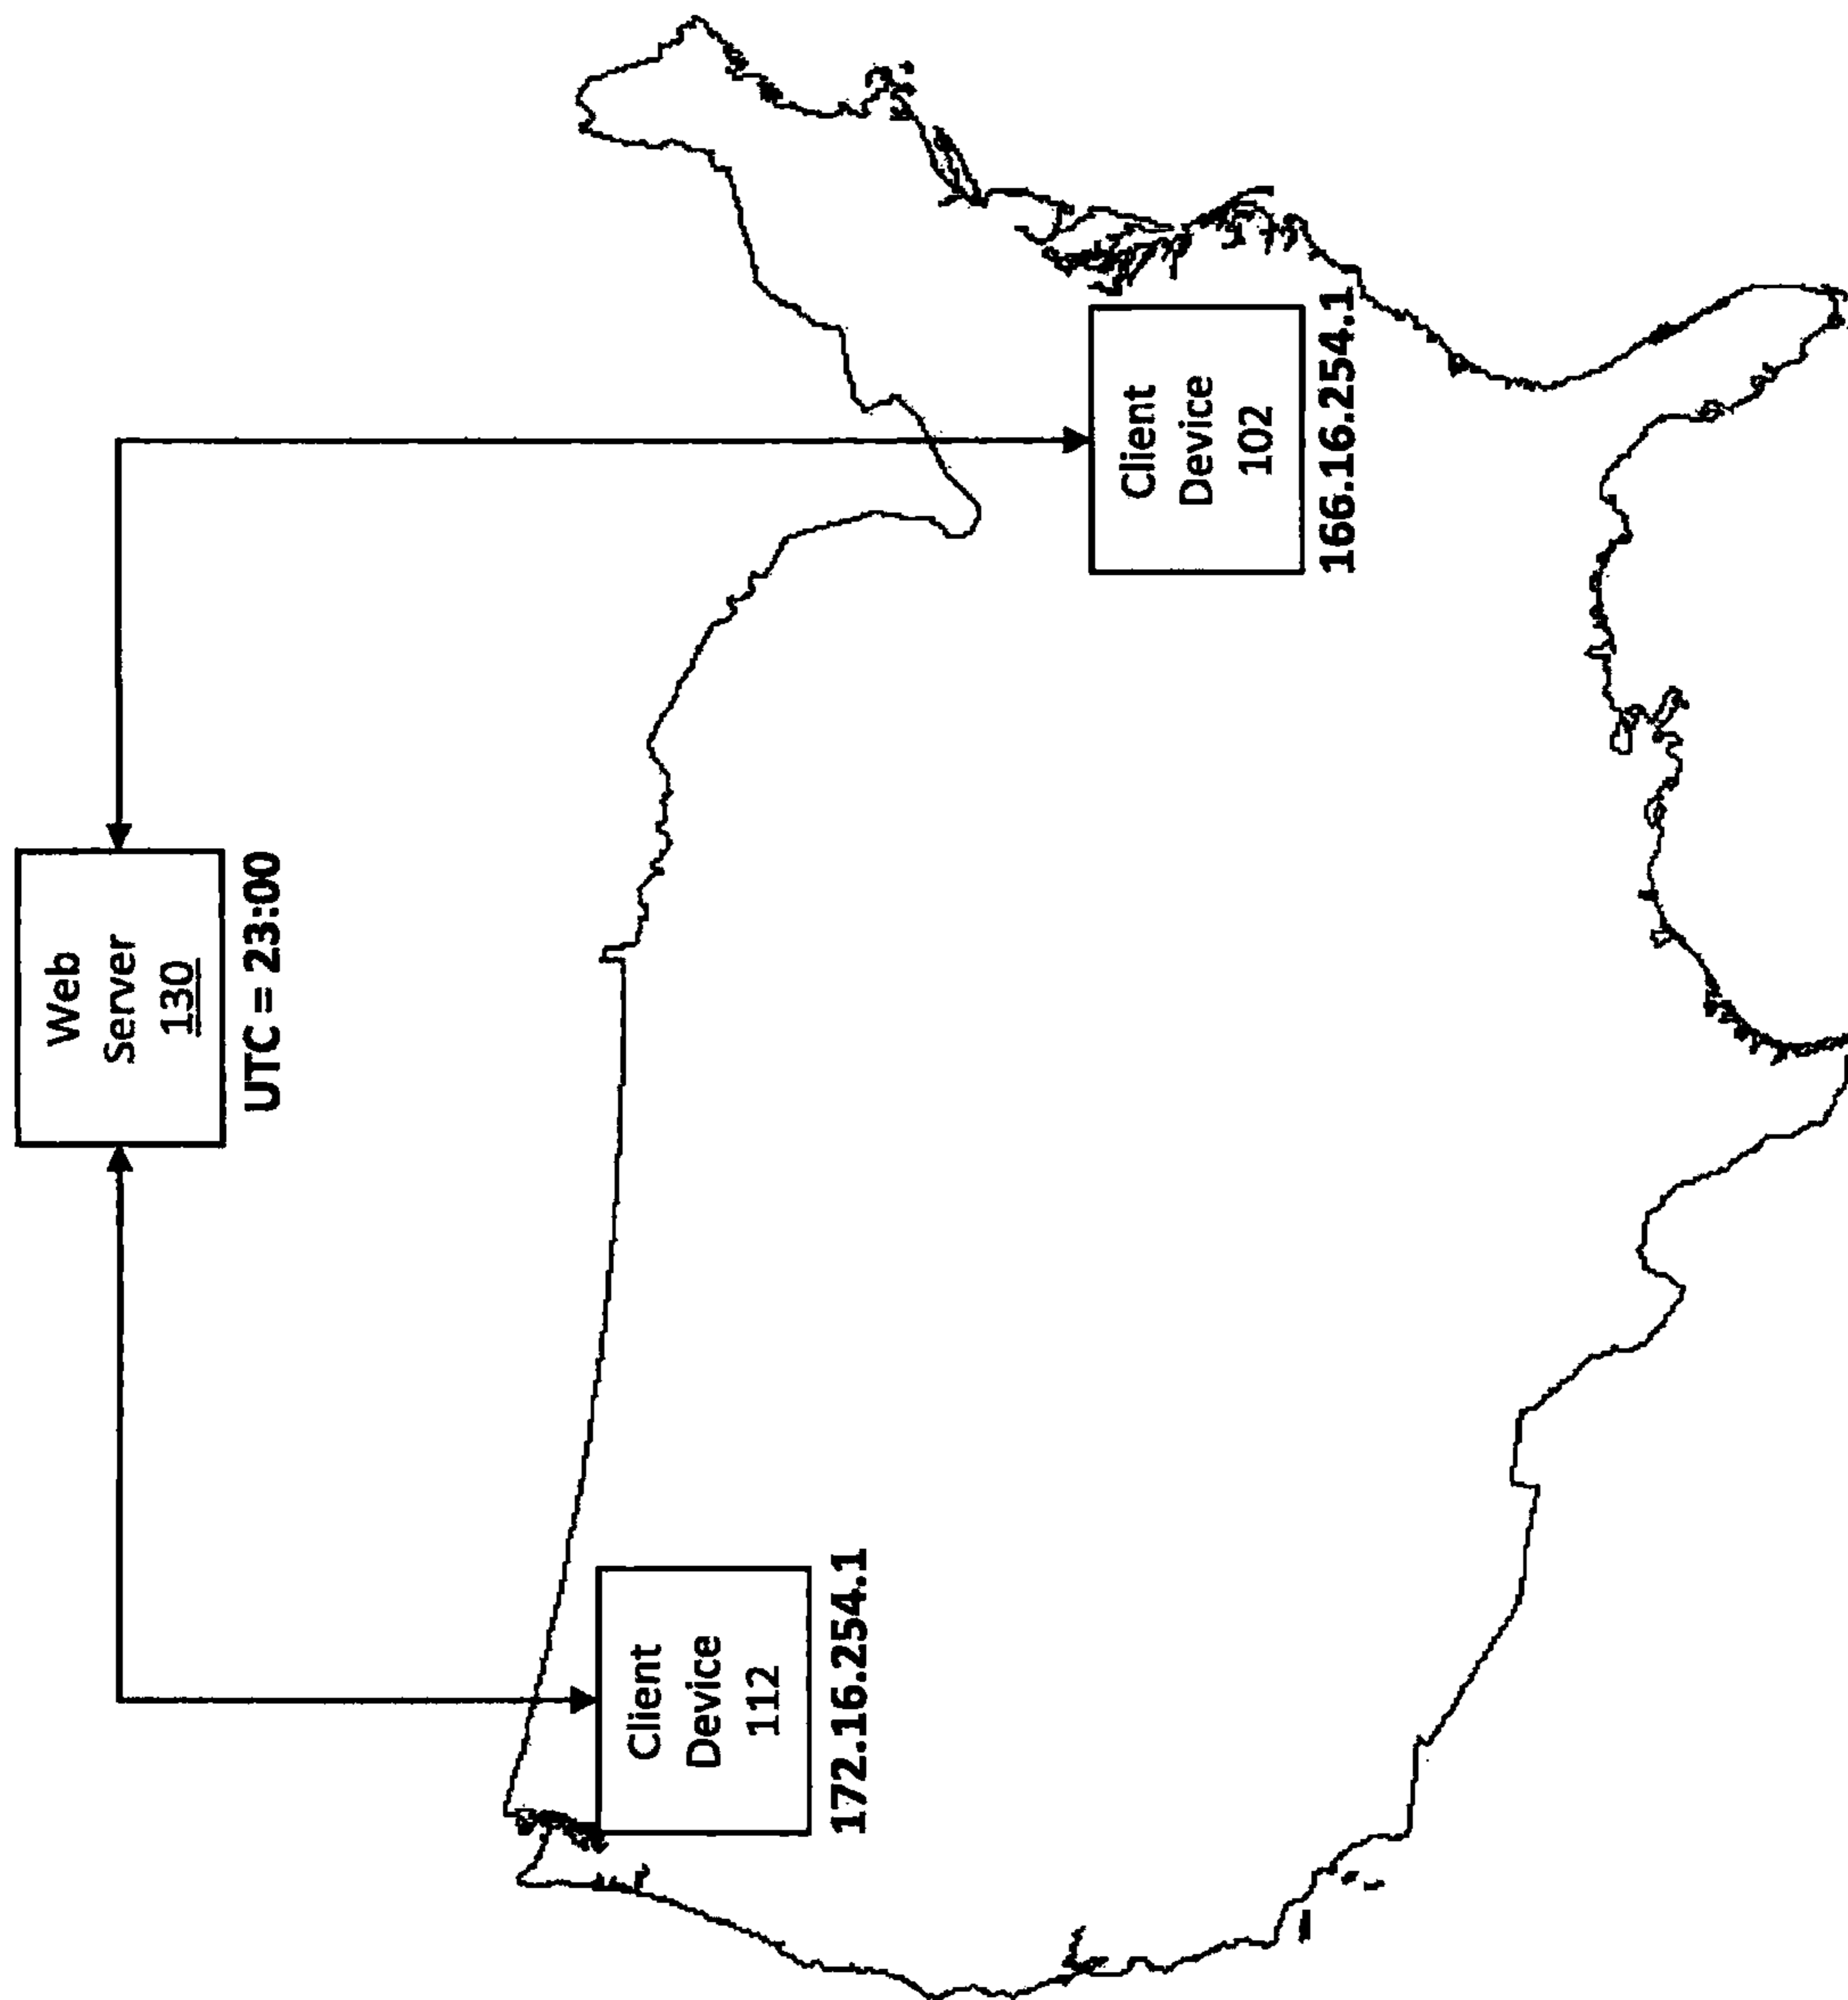 Web
Server
130
UTC = 23:00
Client
Device
112
172.16.254.1
Client
Device
102
166.16.254.1